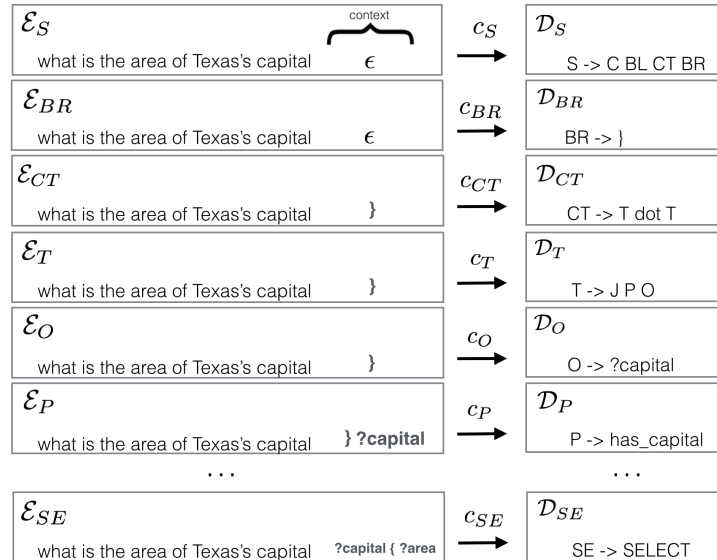 ℰ_S context c_S 𝒟_S
what is the area of Texas's capital ϵ S -> C BL CT BR
ℰ_BR c_BR 𝒟_BR
what is the area of Texas's capital ϵ BR -> }
ℰ_CT c_CT 𝒟_CT
what is the area of Texas's capital } CT -> T dot T
ℰ_T c_T 𝒟_T
what is the area of Texas's capital } T -> J P O
ℰ_O c_O 𝒟_O
what is the area of Texas's capital } O -> ?capital
ℰ_P c_P 𝒟_P
what is the area of Texas's capital } ?capital P -> has_capital
... ...
ℰ_SE c_SE 𝒟_SE
what is the area of Texas's capital ?capital { ?area SE -> SELECT